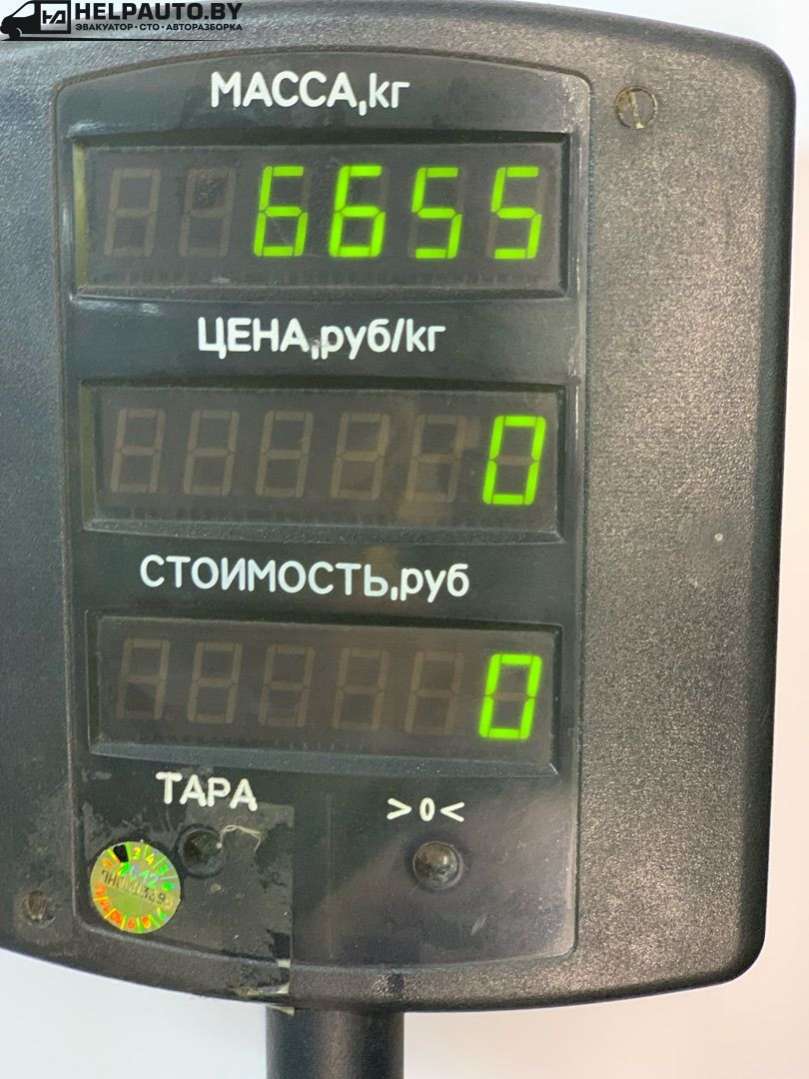 HELPAUTO.BY
ЭВАКУАТОР • СТО • АВТОРАЗБОРКА
МАССА,кг
6655
ЦЕНА,руб/кг
0
СТОИМОСТЬ,руб
0
ТАРА
>0<